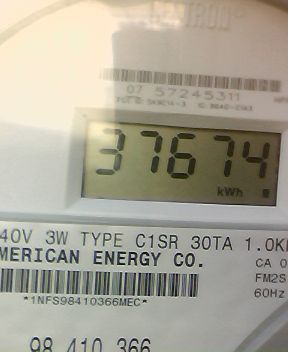 TRON
07 57245311
37674
kWh
40V 3W TYPE C1SR 30TA 1.0K
MERICAN ENERGY CO.
CA 0
FM2S
60Hz
*1NFS98410366MEC*
98 410 366